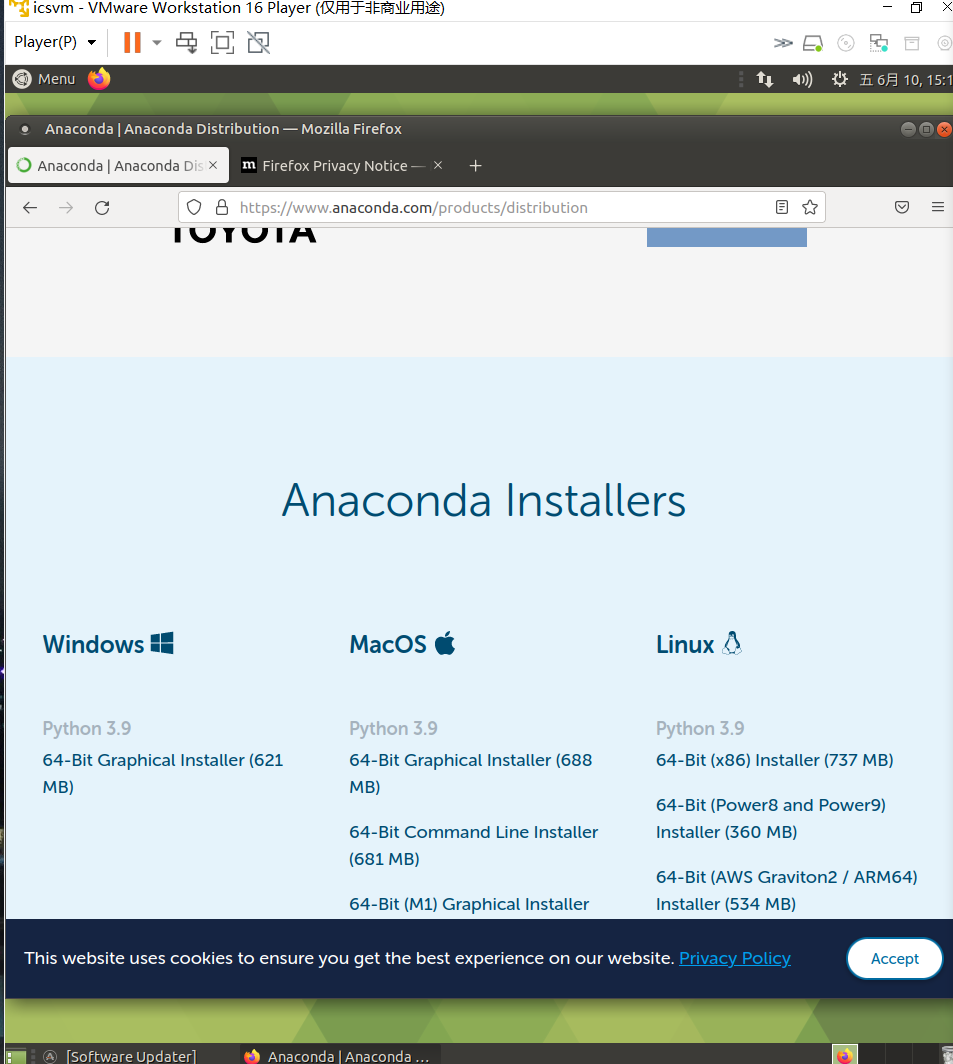 icsvm - VMware Workstation 16 Player (仅用于非商业用途)
Player(P)
Menu
五 6月 10, 15:1
Anaconda | Anaconda Distribution — Mozilla Firefox
Anaconda | Anaconda Dis
m Firefox Privacy Notice —
https://www.anaconda.com/products/distribution
TOYOTA
Anaconda Installers
Windows
MacOS
Linux
Python 3.9
Python 3.9
Python 3.9
64-Bit Graphical Installer (621
MB)
64-Bit Graphical Installer (688
MB)
64-Bit Command Line Installer
(681 MB)
64-Bit (M1) Graphical Installer
64-Bit (x86) Installer (737 MB)
64-Bit (Power8 and Power9)
Installer (360 MB)
64-Bit (AWS Graviton2 / ARM64)
Installer (534 MB)
This website uses cookies to ensure you get the best experience on our website. Privacy Policy
Accept
[Software Updater]
Anaconda | Anaconda ...